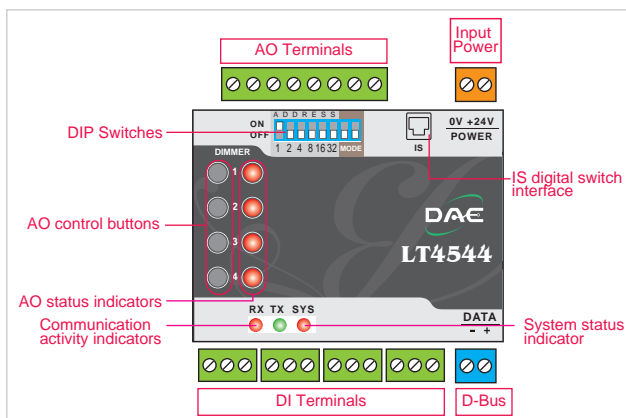 AO Terminals
Input
Power
ADDRESS
ON
OFF
1 2 4 8 16 32 MODE
DIP Switches
IS
0V +24V
POWER
DIMMER
1
2
3
4
IS digital switch
interface
AO control buttons
DAE
LT4544
AO status indicators
RX TX SYS
Communication
activity indicators
DATA
- +
System status
indicator
DI Terminals
D-Bus